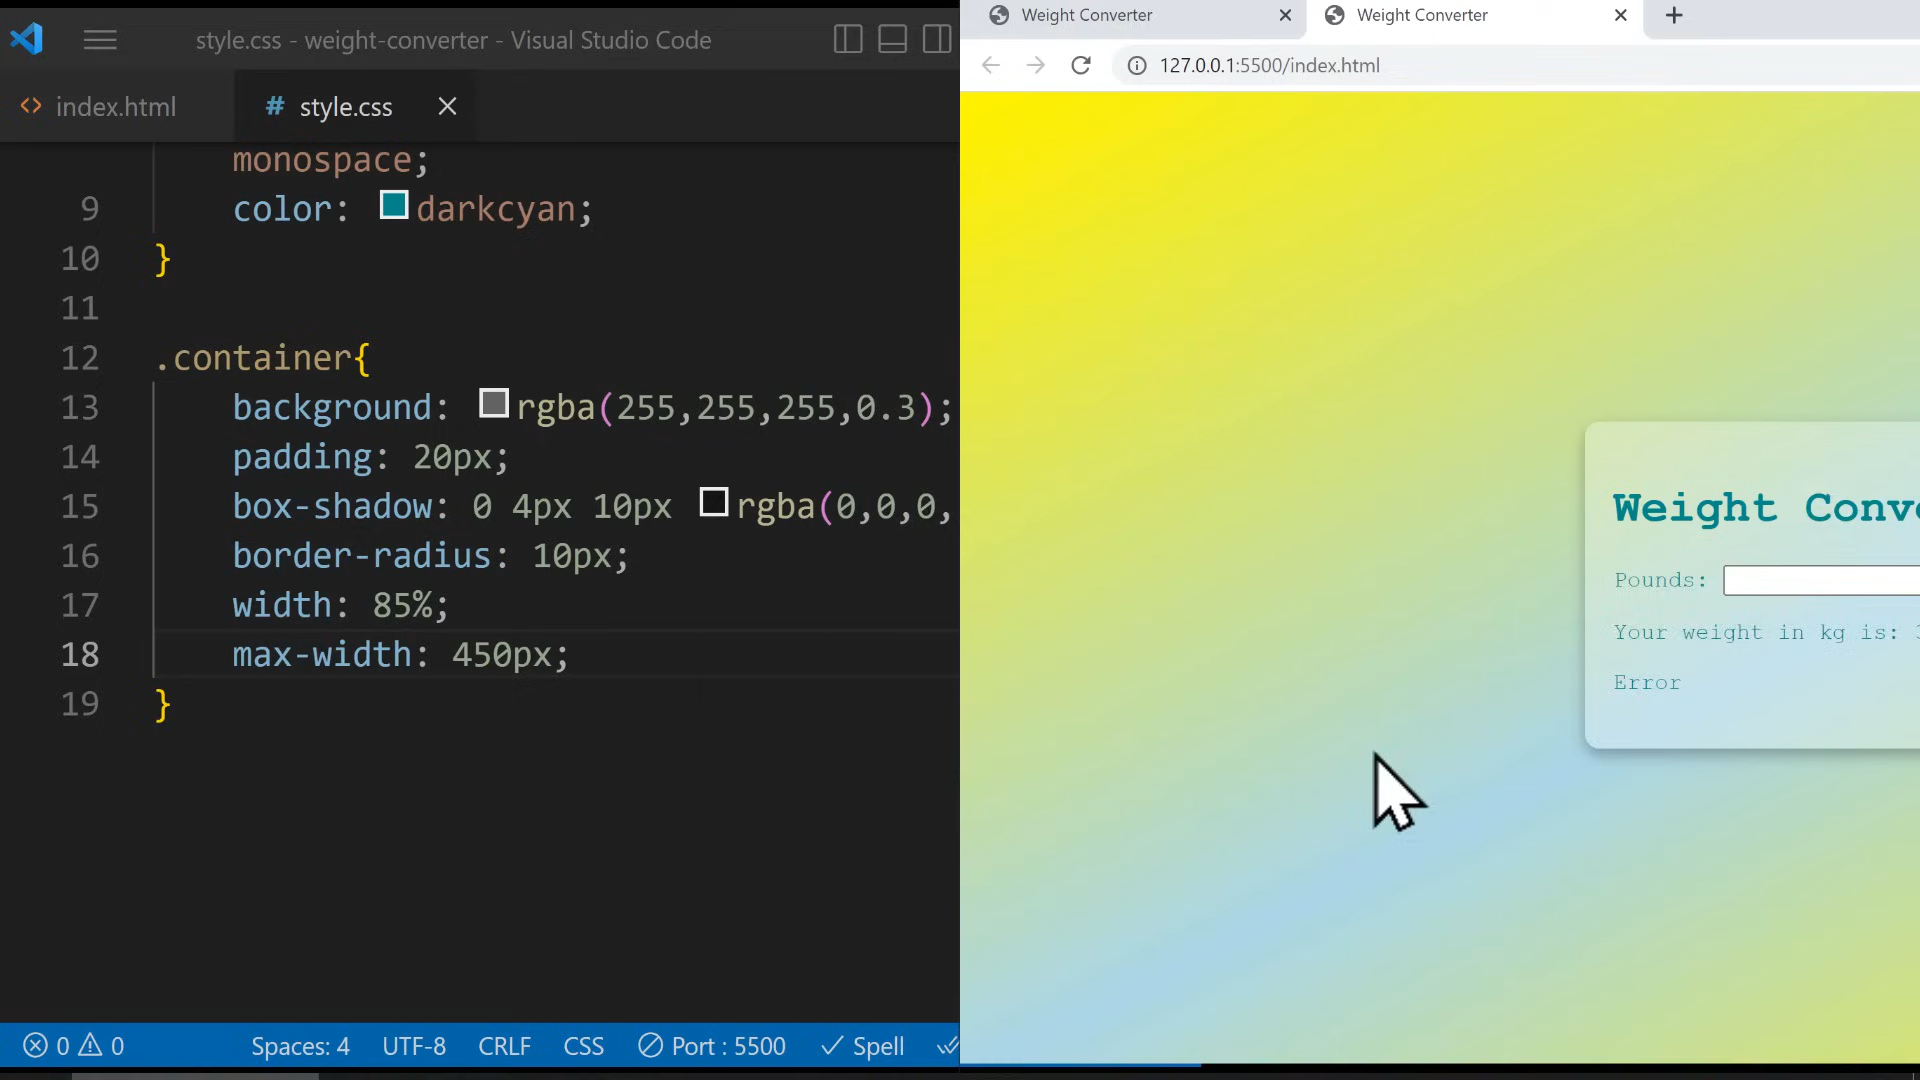 style.css - weight-converter - Visual Studio Code
index.html
# style.css
monospace;
9 color: darkcyan;
10 }
11
12 .container{
13 background: rgba(255,255,255,0.3);
14 padding: 20px;
15 box-shadow: 0 4px 10px rgba(0,0,0,
16 border-radius: 10px;
17 width: 85%;
18 max-width: 450px;
19 }
0 0 Spaces: 4 UTF-8 CRLF CSS Port : 5500 Spell
Weight Converter
Weight Converter
127.0.0.1:5500/index.html
Weight Conv
Pounds:
Your weight in kg is:
Error